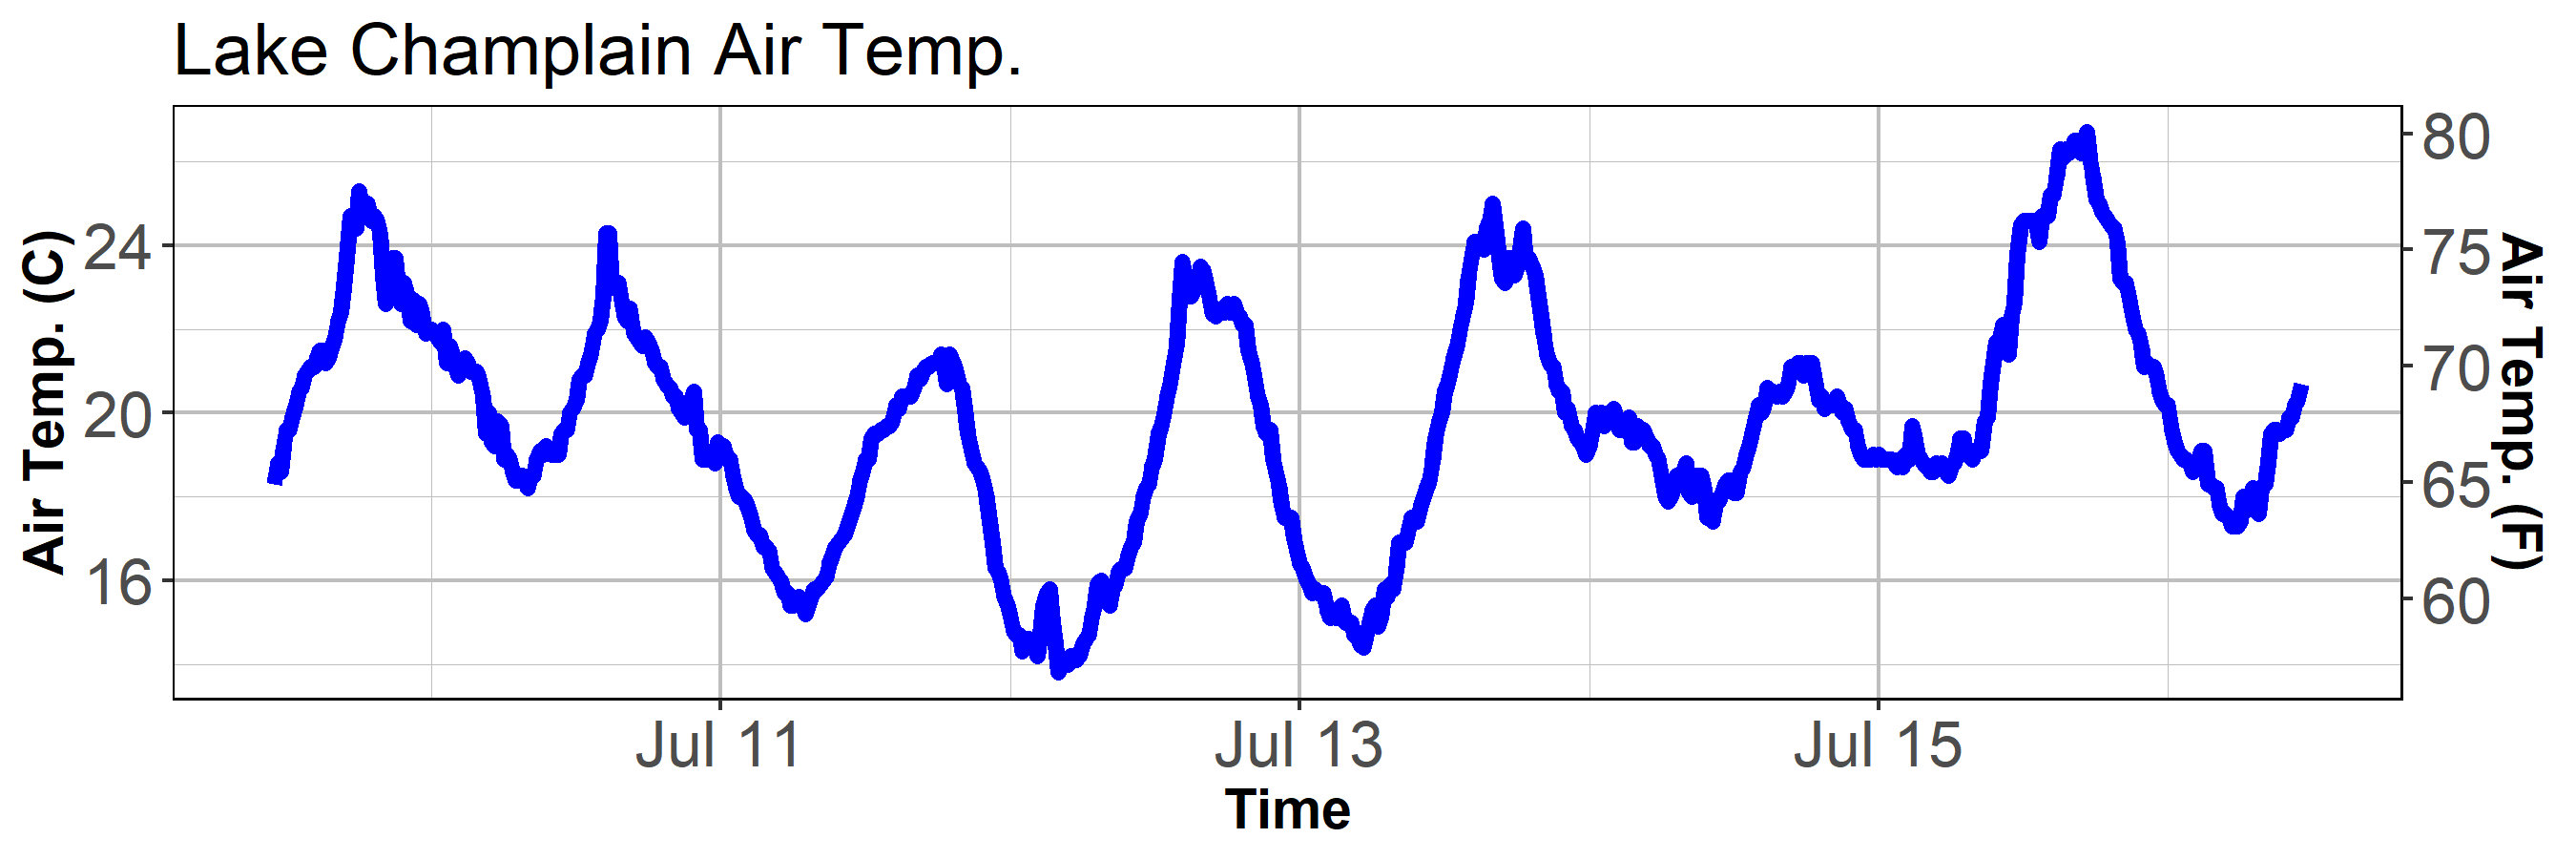 Lake Champlain Air Temp.
Air Temp. (C)
24
20
16
80
75
70
65
60
Air Temp. (F)
Jul 11 Jul 13 Jul 15
Time